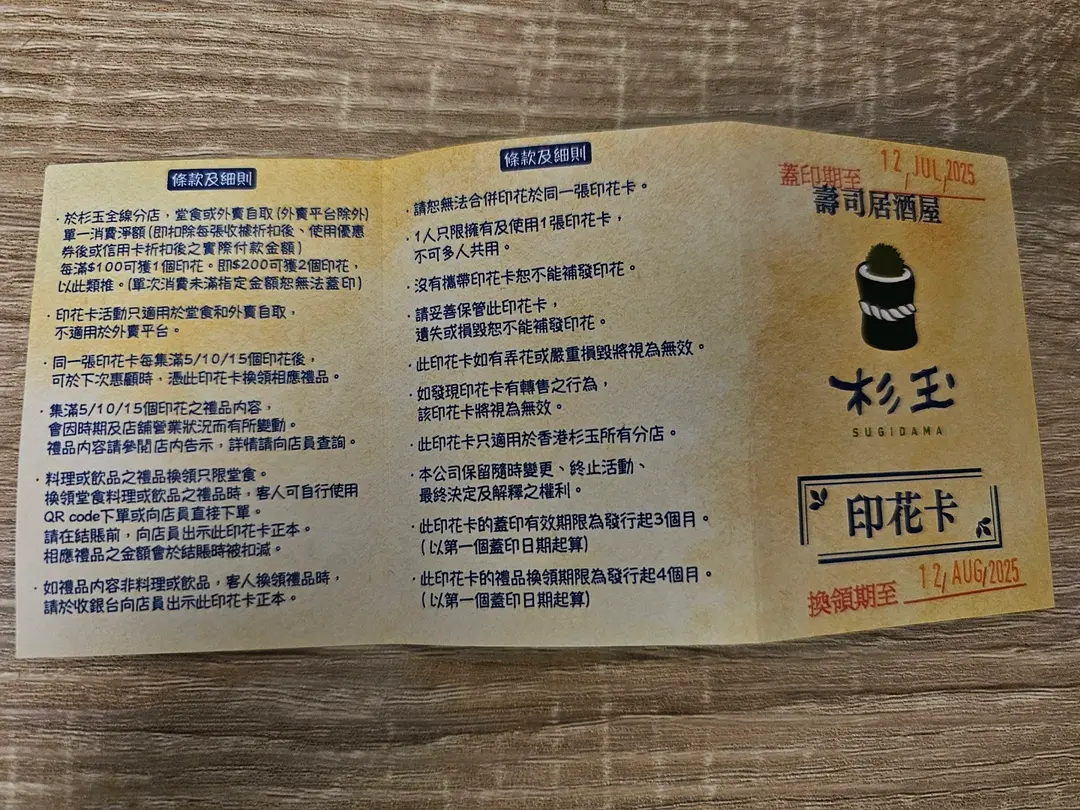 條款及細則
· 於杉玉全線分店，堂食或外賣自取(外賣平台除外)
單一消費淨額(即扣除每張收據折扣後、使用優惠
券後或信用卡折扣後之實際付款金額)
每滿$100可獲1個印花。即$200可獲2個印花，
以此類推。(單次消費未滿指定金額恕無法蓋印)
· 印花卡活動只適用於堂食和外賣自取，
不適用於外賣平台。
· 同一張印花卡每集滿5/10/15個印花後，
可於下次惠顧時，憑此印花卡換領相應禮品。
· 集滿5/10/15個印花之禮品內容，
會因時期及店舖營業狀況而有所變動。
禮品內容請參閱店內告示，詳情請向店員查詢。
· 料理或飲品之禮品換領只限堂食。
換領堂食料理或飲品之禮品時，客人可自行使用
QR code下單或向店員直接下單。
請在結賬前，向店員出示此印花卡正本。
相應禮品之金額會於結賬時被扣減。
· 如禮品內容非料理或飲品，客人換領禮品時，
請於收銀台向店員出示此印花卡正本。
條款及細則
· 請恕無法合併印花於同一張印花卡。
· 1人只限擁有及使用1張印花卡，
不可多人共用。
· 沒有攜帶印花卡恕不能補發印花。
· 請妥善保管此印花卡，
遺失或損毀恕不能補發印花。
· 此印花卡如有弄花或嚴重損毀將視為無效。
· 如發現印花卡有轉售之行為，
該印花卡將視為無效。
· 此印花卡只適用於香港杉玉所有分店。
· 本公司保留隨時變更、終止活動、
最終決定及解釋之權利。
· 此印花卡的蓋印有效期限為發行起3個月。
(以第一個蓋印日期起算)
· 此印花卡的禮品換領期限為發行起4個月。
(以第一個蓋印日期起算)
蓋印期至 12 JUL 2025
壽司居酒屋
杉玉
SUGIDAMA
印花卡
換領期至 12 AUG 2025